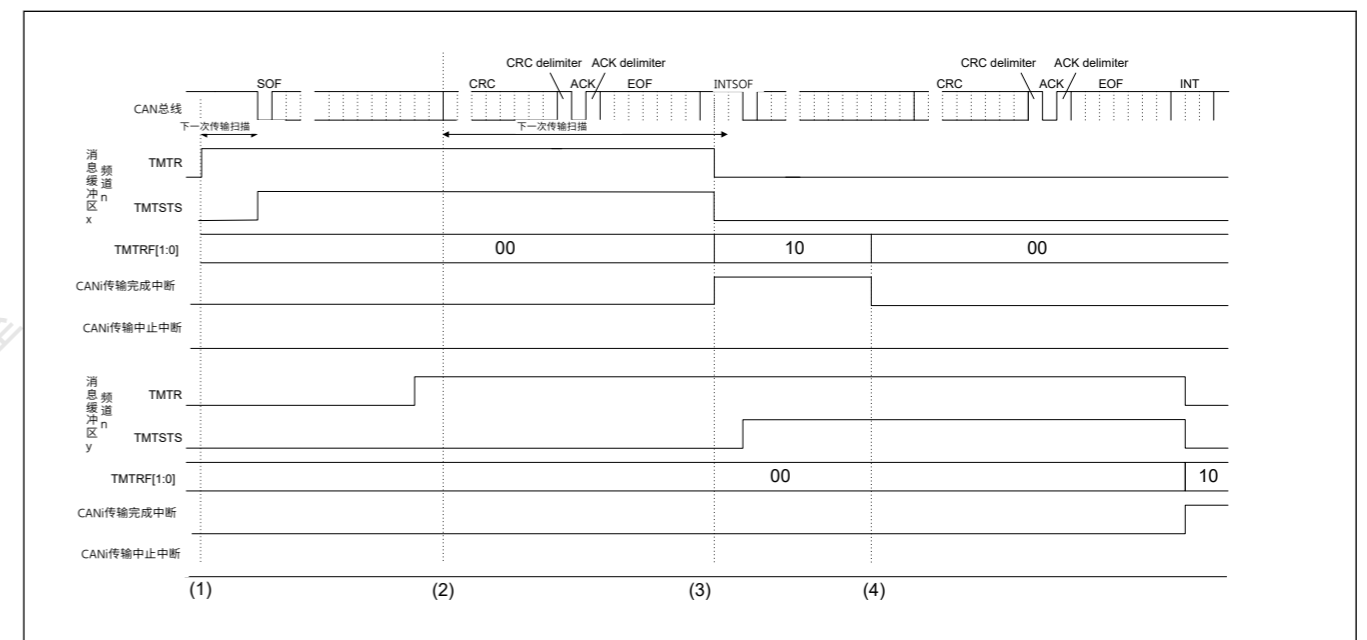 CRC delimiter ACK delimiter CRC delimiter ACK delimiter
SOF CRC ACK EOF INTSOF CRC ACK EOF INT
CAN总线
下一次传输扫描 下一次传输扫描
消息缓冲区x
频道n
TMTR
TMTSTS
TMTRF[1:0] 00 10 00
CANi传输完成中断
CANi传输中止中断
消息缓冲区y
频道n
TMTR
TMTSTS
TMTRF[1:0] 00 10
CANi传输完成中断
CANi传输中止中断
(1) (2) (3) (4)